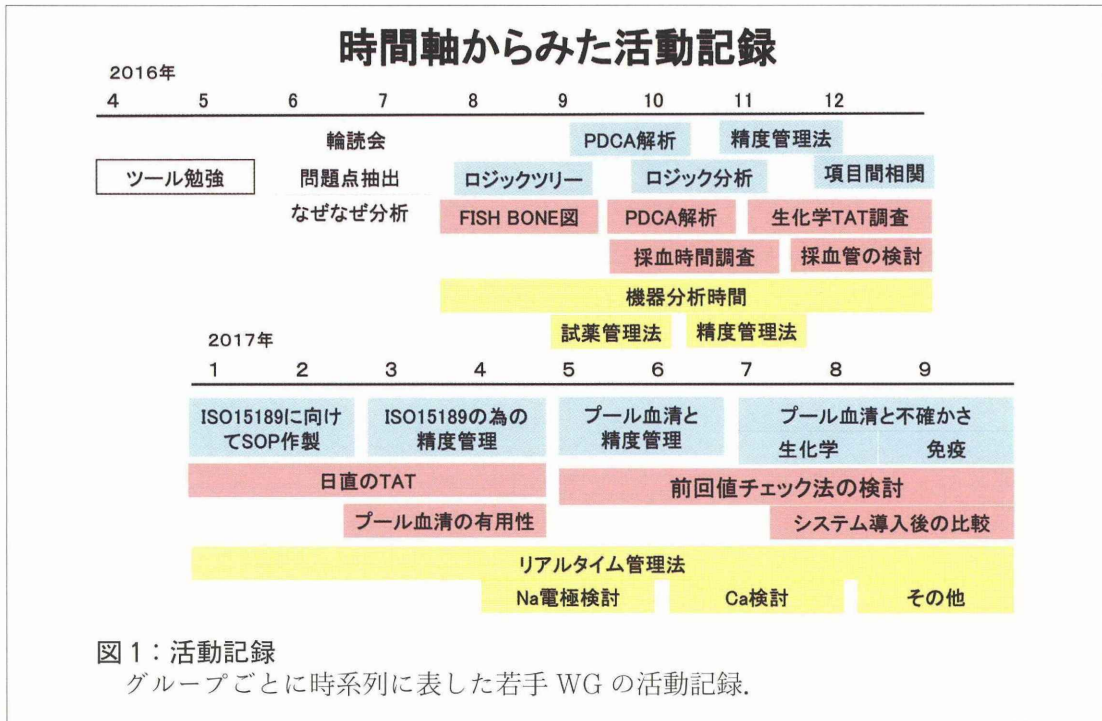 時間軸からみた活動記録
2016年
4 5 6 7 8 9 10 11 12
輪読会
PDCA解析
精度管理法
ツール勉強
問題点抽出
ロジックツリー
ロジック分析
項目間相関
なぜなぜ分析
FISH BONE図
PDCA解析
生化学TAT調査
採血時間調査
採血管の検討
機器分析時間
試薬管理法
精度管理法
2017年
1 2 3 4 5 6 7 8 9
ISO15189に向け
てSOP作製
ISO15189の為の
精度管理
プール血清と
精度管理
プール血清と不確かさ
生化学
免疫
日直のTAT
前回値チェック法の検討
プール血清の有用性
システム導入後の比較
リアルタイム管理法
Na電極検討
Ca検討
その他
図1:活動記録
グループごとに時系列に表した若手 WG の活動記録.